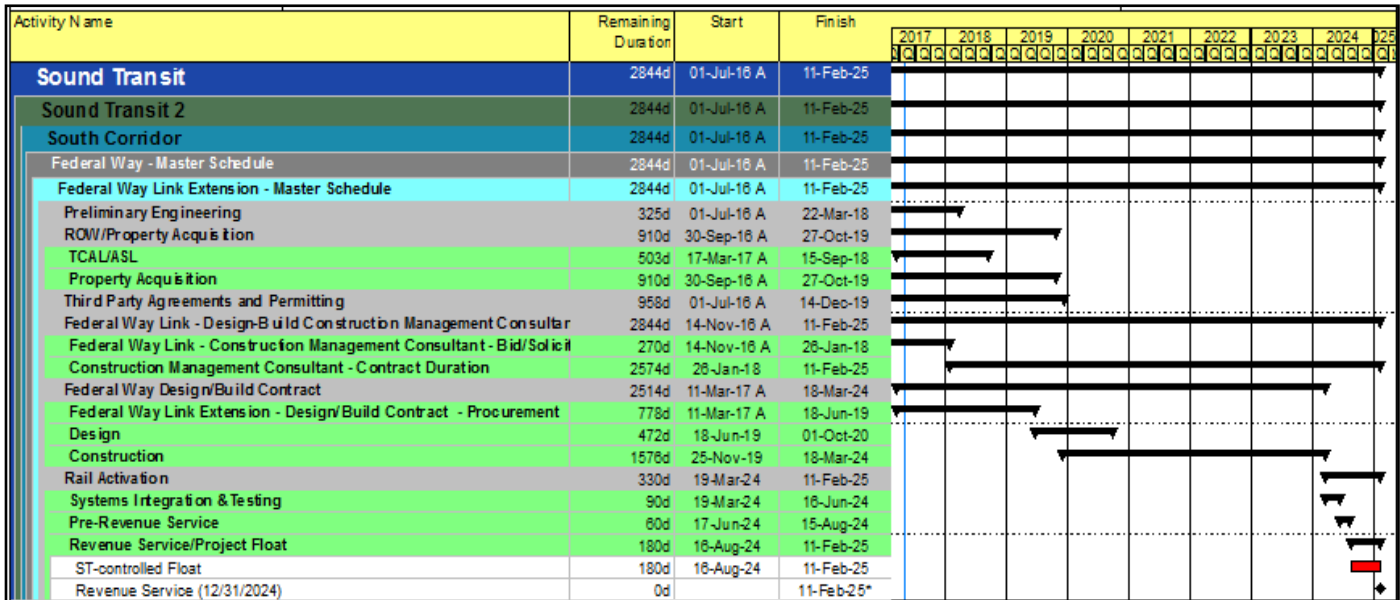 Activity Name Remaining Duration Start Finish
2017 2018 2019 2020 2021 2022 2023 2024 025
Q Q Q Q Q Q Q Q Q Q Q Q Q Q Q Q Q Q Q Q Q Q Q Q Q Q Q Q Q Q Q Q
Sound Transit 2844d 01-Jul-16 A 11-Feb-25
Sound Transit 2 2844d 01-Jul-16 A 11-Feb-25
South Corridor 2844d 01-Jul-16 A 11-Feb-25
Federal Way - Master Schedule 2844d 01-Jul-16 A 11-Feb-25
Federal Way Link Extension - Master Schedule 2844d 01-Jul-16 A 11-Feb-25
Preliminary Engineering 325d 01-Jul-16 A 22-Mar-18
ROW/Property Acquisition 910d 30-Sep-16 A 27-Oct-19
TCAL/ASL 503d 17-Mar-17 A 15-Sep-18
Property Acquisition 910d 30-Sep-16 A 27-Oct-19
Third Party Agreements and Permitting 958d 01-Jul-16 A 14-Dec-19
Federal Way Link - Design-Build Construction Management Consultar 2844d 14-Nov-16 A 11-Feb-25
Federal Way Link - Construction Management Consultant - Bid/Solicit 270d 14-Nov-16 A 26-Jan-18
Construction Management Consultant - Contract Duration 2574d 26-Jan-18 11-Feb-25
Federal Way Design/Build Contract 2514d 11-Mar-17 A 18-Mar-24
Federal Way Link Extension - Design/Build Contract - Procurement 778d 11-Mar-17 A 18-Jun-19
Design 472d 18-Jun-19 01-Oct-20
Construction 1576d 25-Nov-19 18-Mar-24
Rail Activation 330d 19-Mar-24 11-Feb-25
Systems Integration & Testing 90d 19-Mar-24 16-Jun-24
Pre-Revenue Service 60d 17-Jun-24 15-Aug-24
Revenue Service/Project Float 180d 16-Aug-24 11-Feb-25
ST-controlled Float 180d 16-Aug-24 11-Feb-25
Revenue Service (12/31/2024) 0d 11-Feb-25*